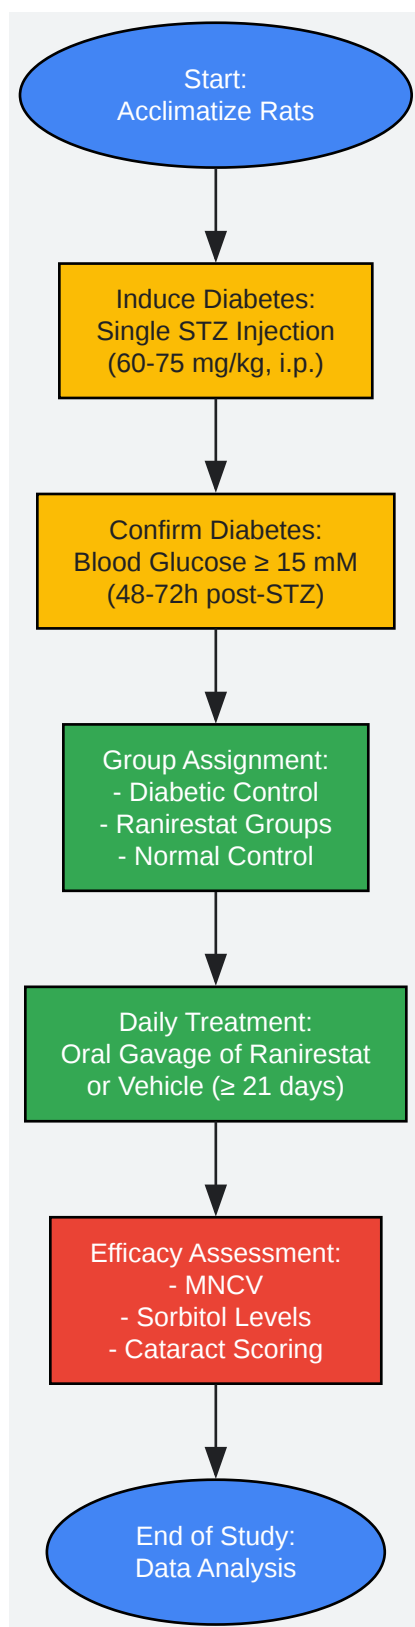 Start:
Acclimatize Rats
Induce Diabetes:
Single STZ Injection
(60-75 mg/kg, i.p.)
Confirm Diabetes:
Blood Glucose ≥ 15 mM
(48-72h post-STZ)
Group Assignment:
- Diabetic Control
- Ranirestat Groups
- Normal Control
Daily Treatment:
Oral Gavage of Ranirestat
or Vehicle (≥ 21 days)
Efficacy Assessment:
- MNCV
- Sorbitol Levels
- Cataract Scoring
End of Study:
Data Analysis